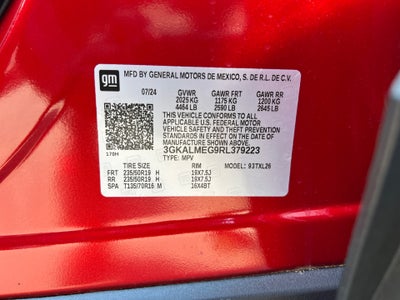 gm
MFD BY GENERAL MOTORS DE MEXICO, S. DE R.L. DE C.V.
07/24 GVWR GAWR FRT GAWR RR
2025 KG 1175 KG 1200 KG
4464 LB 2590 LB 2645 LB
THIS VEHICLE CONFORMS TO ALL
APPLICABLE U.S. FEDERAL MOTOR
VEHICLE SAFETY, BUMPER, AND
THEFT PREVENTION STANDARDS IN
EFFECT ON THE DATE OF
MANUFACTURE SHOWN ABOVE.
3GKALMEG9RL379223
TYPE: MPV
TIRE SIZE RIM MODEL: 93TXL26
FRT 235/50R19 H 19X7.5J
RR 235/50R19 H 19X7.5J
SPA T135/70R16 M 16X4BT